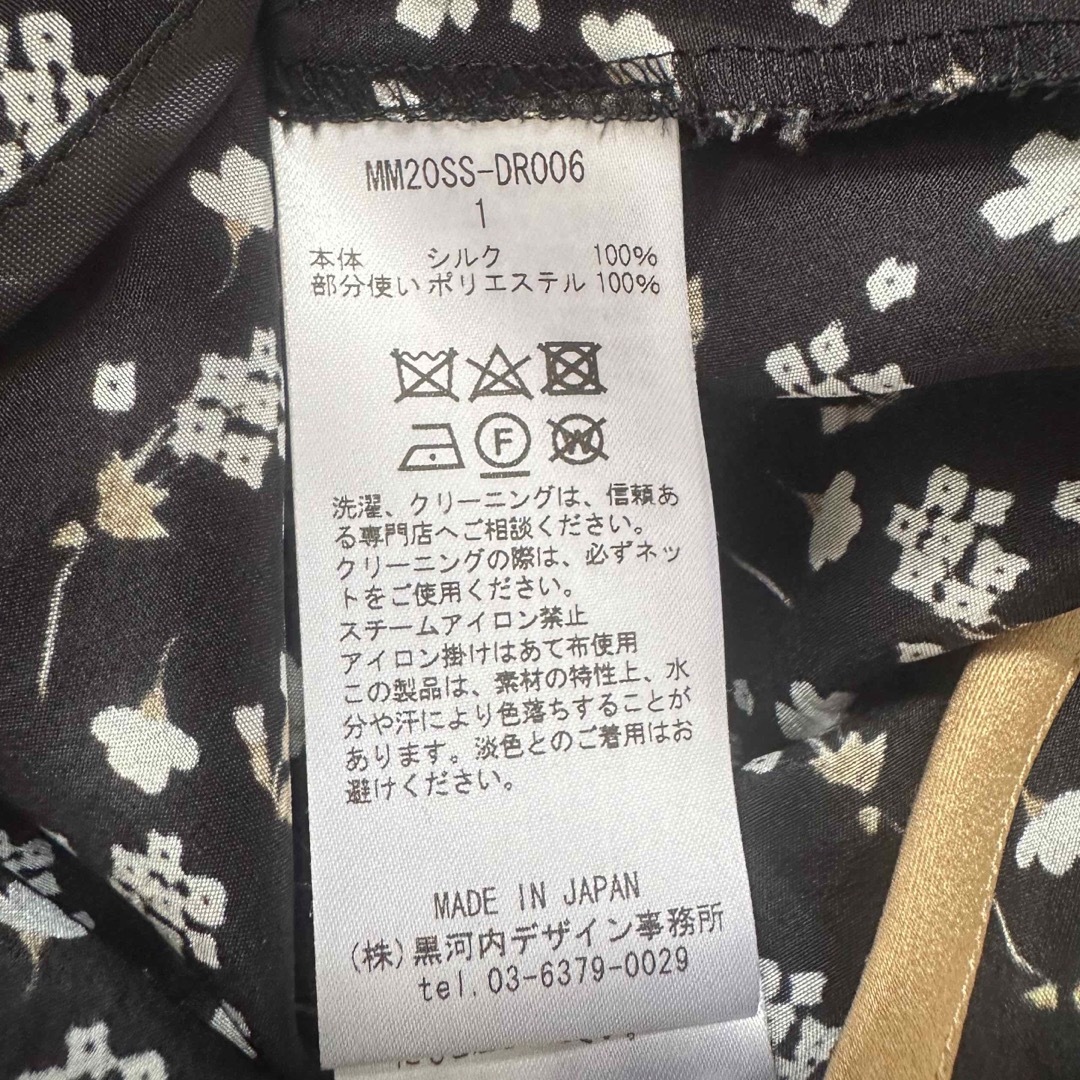 MM20SS-DR006
1
本体 シルク 100%
部分使い ポリエステル 100%
F
W
洗濯、クリーニングは、信頼あ
る専門店へご相談ください。
クリーニングの際は、必ずネッ
トをご使用ください。
スチームアイロン禁止
アイロン掛けはあて布使用
この製品は、素材の特性上、水
分や汗により色落ちすることが
あります。淡色とのご着用はお
避けください。
MADE IN JAPAN
(株)黒河内デザイン事務所
tel.03-6379-0029